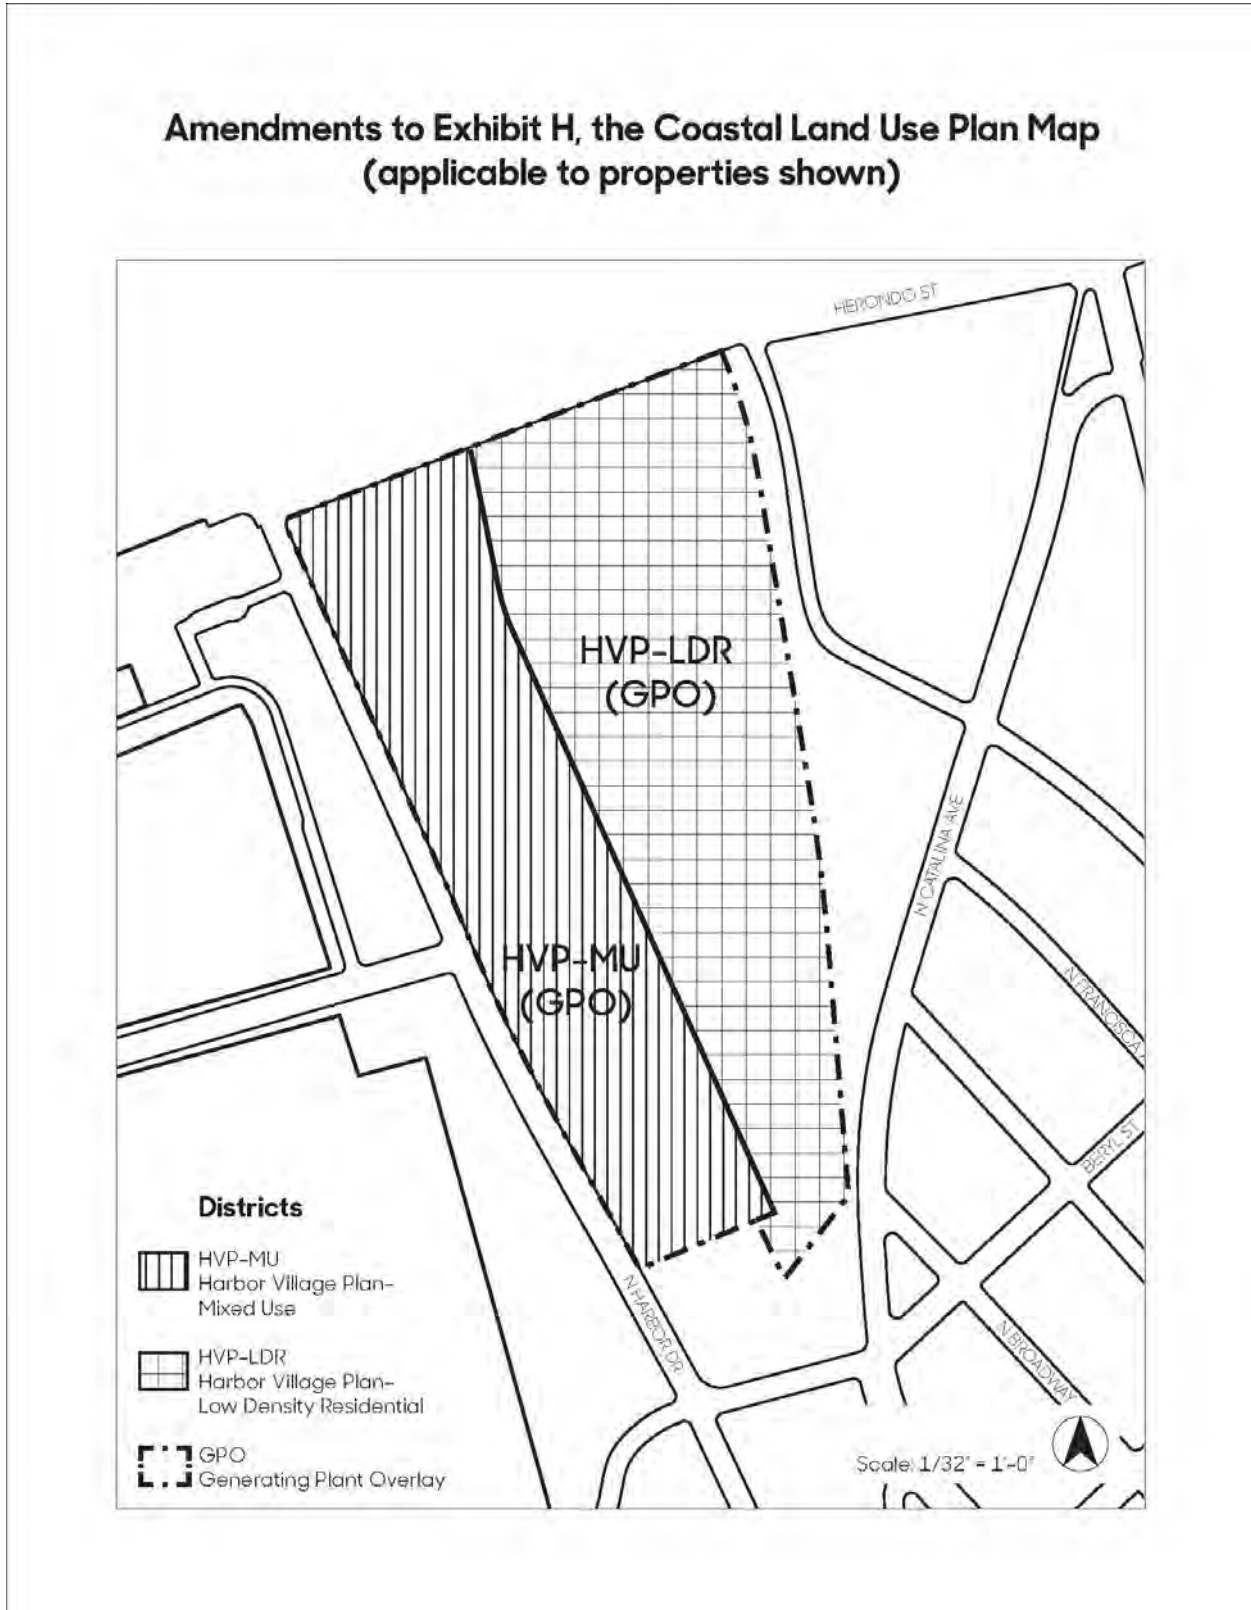 Amendments to Exhibit H, the Coastal Land Use Plan Map
(applicable to properties shown)
HERONDO ST
HVP-LDR
(GPO)
N CATALINA AVE
HVP-MU
(GPO)
N FRANCISCA
BERYL ST
Districts
HVP-MU
Harbor Village Plan-
Mixed Use
N HARBOR DR
HVP-LDR
Harbor Village Plan-
Low Density Residential
N BROADWAY
GPO
Generating Plant Overlay
Scale: 1/32" = 1'-0"